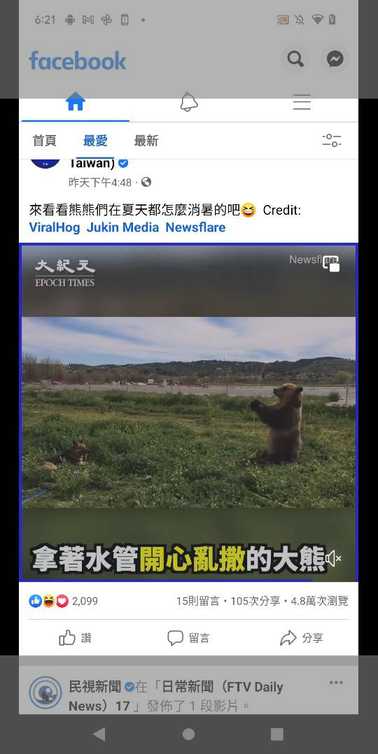 6:21
facebook
首頁 最愛 最新
Taiwan)
昨天下午4:48 ·
來看看熊熊們在夏天都怎麼消暑的吧😆 Credit:
ViralHog Jukin Media Newsflare
大紀元
EPOCH TIMES
拿著水管開心亂撒的大熊
2,099 15則留言 · 105次分享 · 4.8萬次瀏覽
讚 留言 分享
民視新聞 在「日常新聞（FTV Daily
News）17 」發佈了 1 段影片。